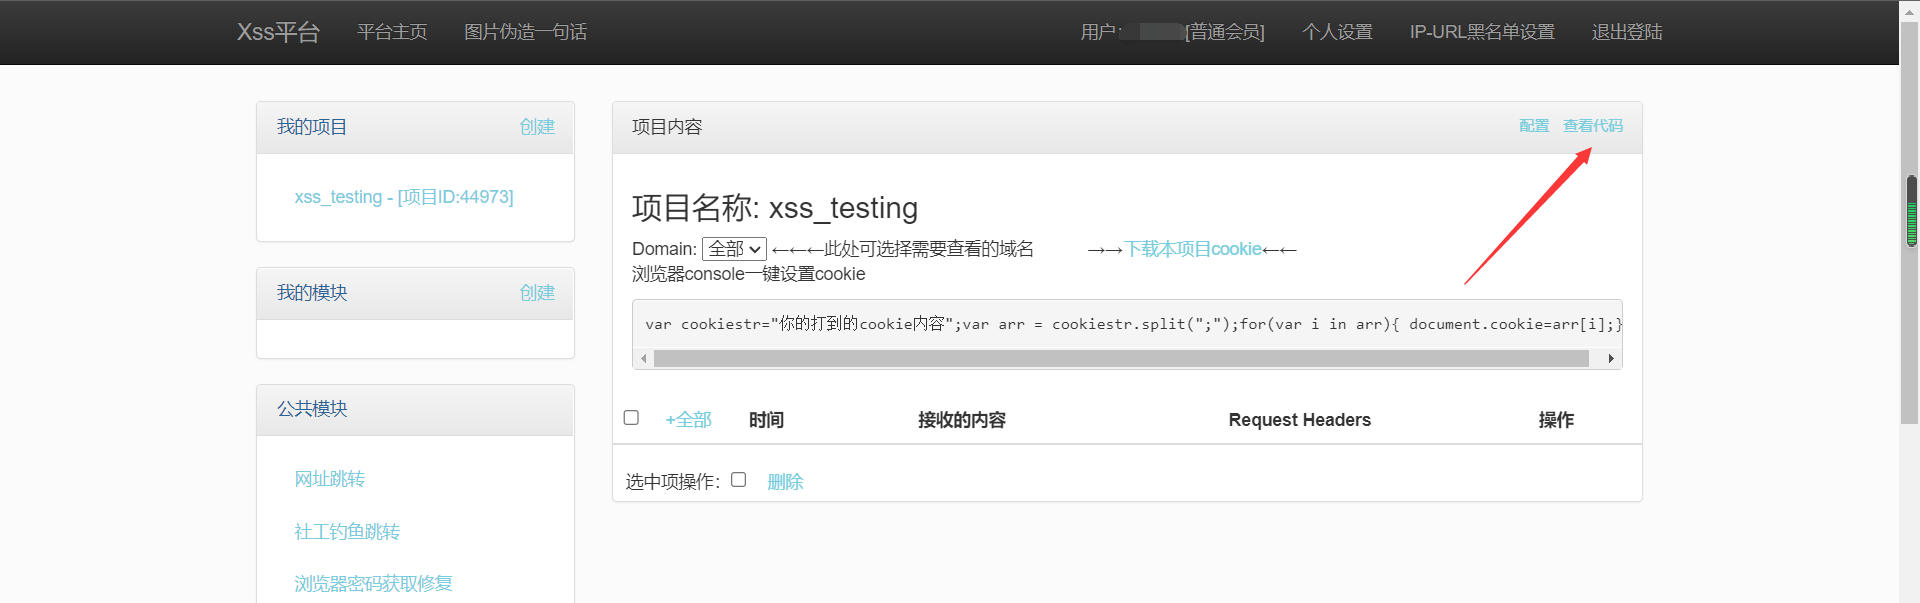 Xss平台 平台主页 图片伪造一句话 用户: [普通会员] 个人设置 IP-URL黑名单设置 退出登陆
我的项目 创建
xss_testing - [项目ID:44973]
我的模块 创建
公共模块
网址跳转
社工钓鱼跳转
浏览器密码获取修复
项目内容 配置 查看代码
项目名称: xss_testing
Domain: 全部 ←←←此处可选择需要查看的域名 →→下载本项目cookie←←
浏览器console一键设置cookie
var cookiestr="你的打到的cookie内容";var arr = cookiestr.split(";");for(var i in arr){ document.cookie=arr[i];}
+全部 时间 接收的内容 Request Headers 操作
选中项操作: 删除